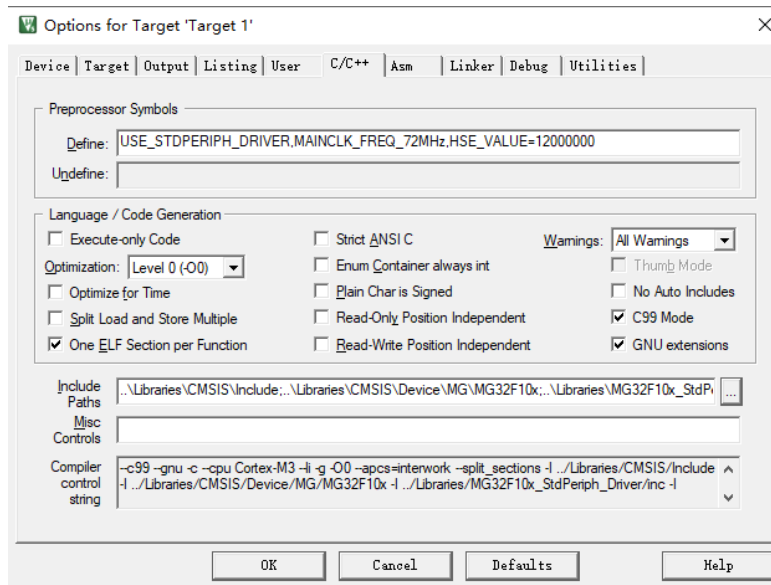 Options for Target 'Target 1'
Device Target Output Listing User C/C++ Asm Linker Debug Utilities
Preprocessor Symbols
Define: USE_STDPERIPH_DRIVER,MAINCLK_FREQ_72MHz,HSE_VALUE=12000000
Undefine:
Language / Code Generation
Execute-only Code Strict ANSI C Warnings: All Warnings
Optimization: Level 0 (-O0) Enum Container always int Thumb Mode
Optimize for Time Plain Char is Signed No Auto Includes
Split Load and Store Multiple Read-Only Position Independent C99 Mode
One ELF Section per Function Read-Write Position Independent GNU extensions
Include Paths ..\Libraries\CMSIS\Include;..\Libraries\CMSIS\Device\MG\MG32F10x;..\Libraries\MG32F10x_StdPe ...
Misc Controls
Compiler control string --c99 --gnu -c --cpu Cortex-M3 --li -g -O0 --apcs=interwork --split_sections -I ../Libraries/CMSIS/Include
-I ../Libraries/CMSIS/Device/MG/MG32F10x -I ../Libraries/MG32F10x_StdPeriph_Driver/inc -I
OK Cancel Defaults Help